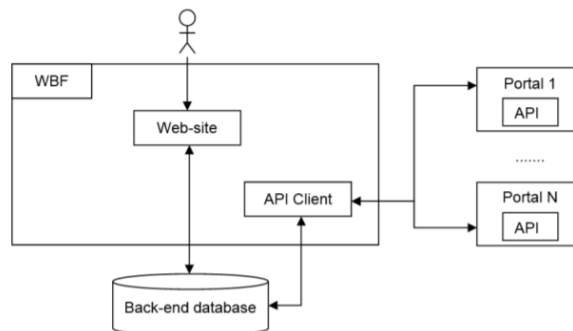 WBF
Web-site
API Client
Back-end database
Portal 1
API
.......
Portal N
API